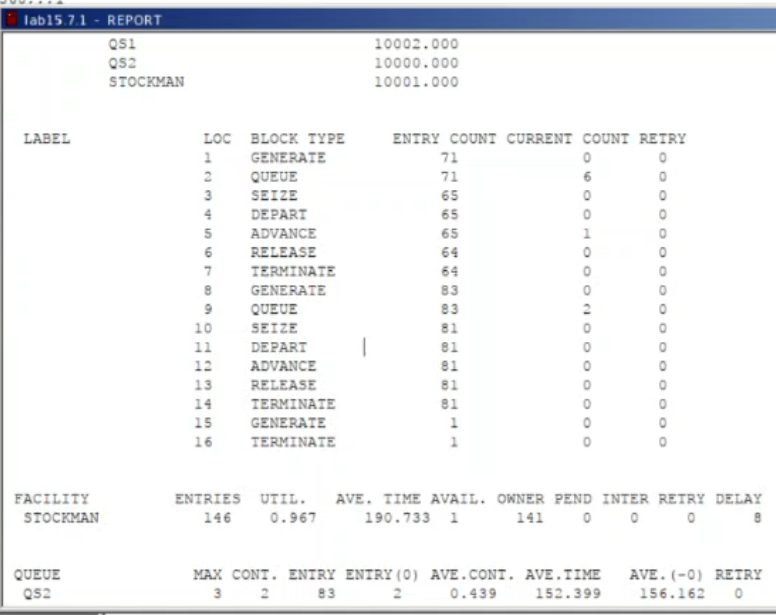 lab15.7.1 - REPORT
QS1 10002.000
QS2 10000.000
STOCKMAN 10001.000
LABEL LOC BLOCK TYPE ENTRY COUNT CURRENT COUNT RETRY
1 GENERATE 71 0 0
2 QUEUE 71 6 0
3 SEIZE 65 0 0
4 DEPART 65 0 0
5 ADVANCE 65 1 0
6 RELEASE 64 0 0
7 TERMINATE 64 0 0
8 GENERATE 83 0 0
9 QUEUE 83 2 0
10 SEIZE 81 0 0
11 DEPART 81 0 0
12 ADVANCE 81 0 0
13 RELEASE 81 0 0
14 TERMINATE 81 0 0
15 GENERATE 1 0 0
16 TERMINATE 1 0 0
FACILITY ENTRIES UTIL. AVE. TIME AVAIL. OWNER PEND INTER RETRY DELAY
STOCKMAN 146 0.967 190.733 1 141 0 0 0 8
QUEUE MAX CONT. ENTRY ENTRY(0) AVE.CONT. AVE.TIME AVE.(-0) RETRY
QS2 3 2 83 2 0.439 152.399 156.162 0